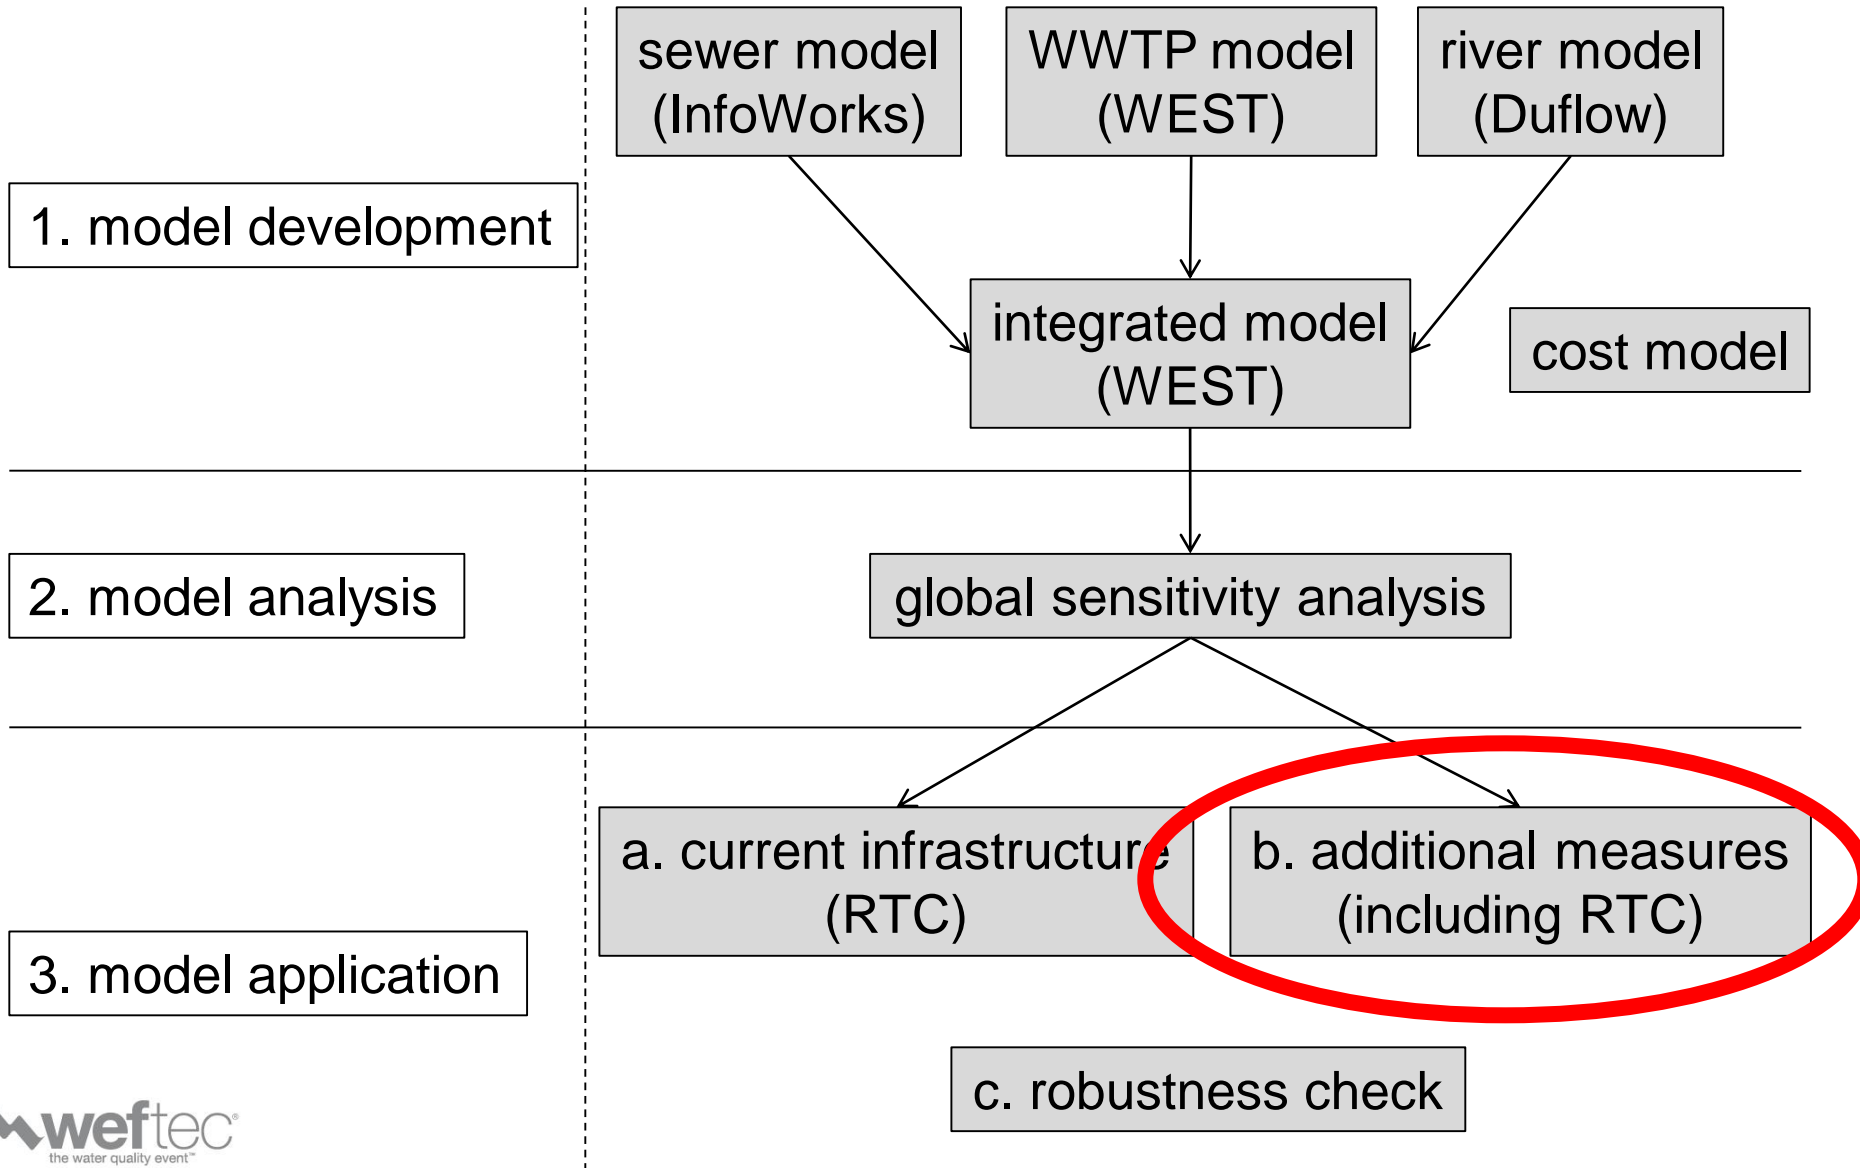 sewer model
(InfoWorks)
WWTP model
(WEST)
river model
(Duflow)
1. model development
integrated model
(WEST)
cost model
2. model analysis
global sensitivity analysis
a. current infrastructure
(RTC)
b. additional measures
(including RTC)
3. model application
c. robustness check
weftec®
the water quality event™